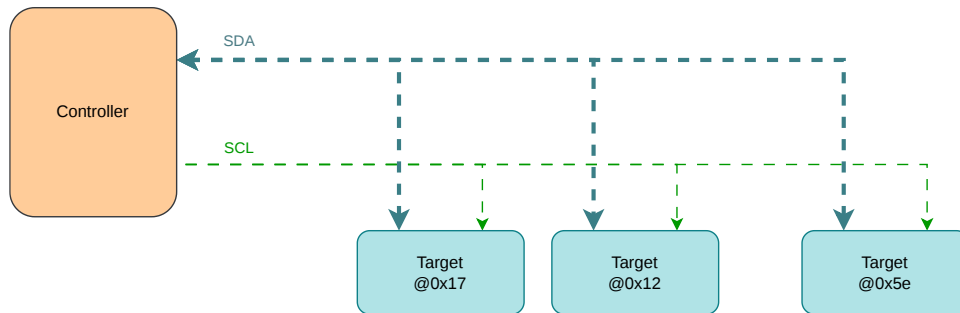 SDA
Controller
SCL
Target
@0x17
Target
@0x12
Target
@0x5e